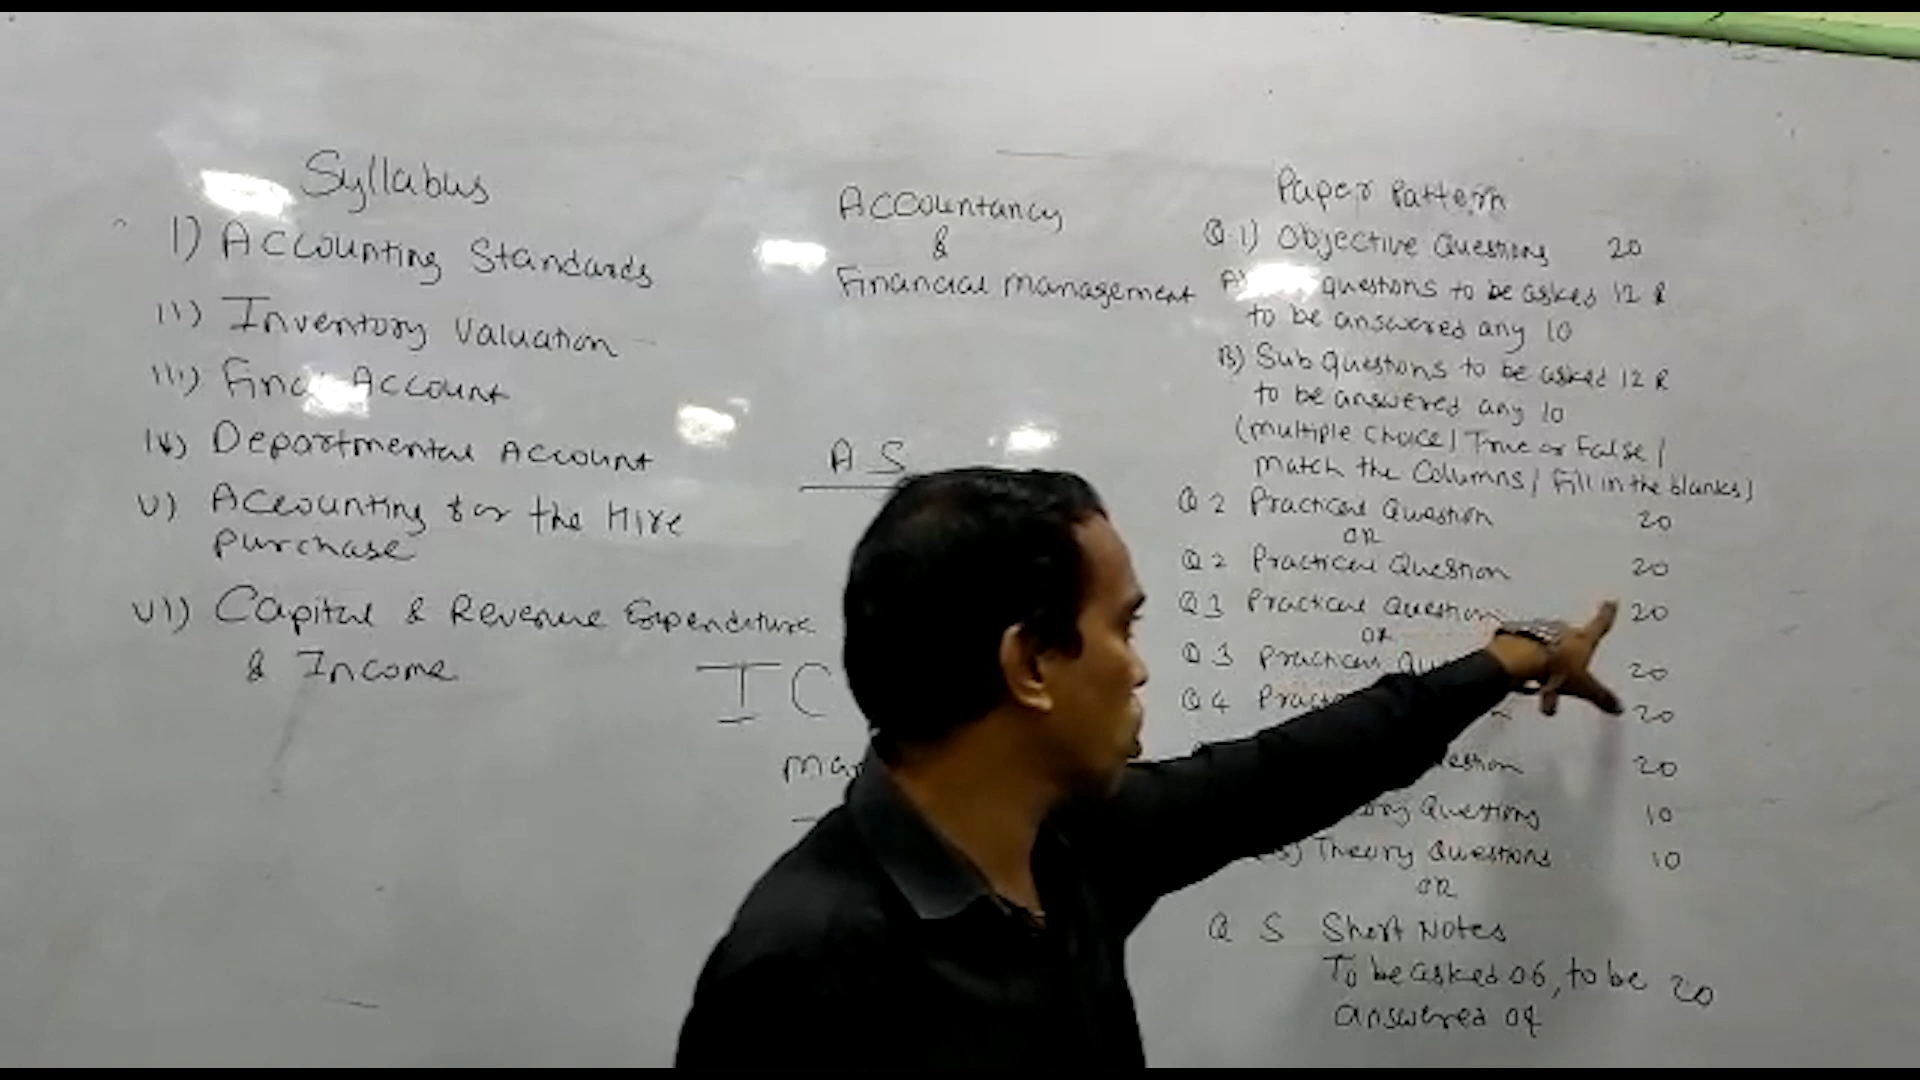 Syllabus
I) Accounting Standards
II) Inventory Valuation
III) Final Account
IV) Departmental Account
V) Accounting for the Hire
Purchase
VI) Capital & Revenue Expenditure
& Income
Accountancy
&
Financial Management
AS
IC
Paper Pattern
Q.1) Objective Questions 20
A) questions to be asked 12 &
to be answered any 10
B) Sub Questions to be asked 12 &
to be answered any 10
(Multiple Choice / True or False /
Match the Columns / Fill in the blanks)
Q 2 Practical Question 20
OR
Q 2 Practical Question 20
Q 3 Practical Question 20
OR
Q 3 Practical 20
Q 4 20
20
Questions 10
Theory Questions 10
OR
Q 5 Short Notes
To be asked 06, to be 20
answered 04